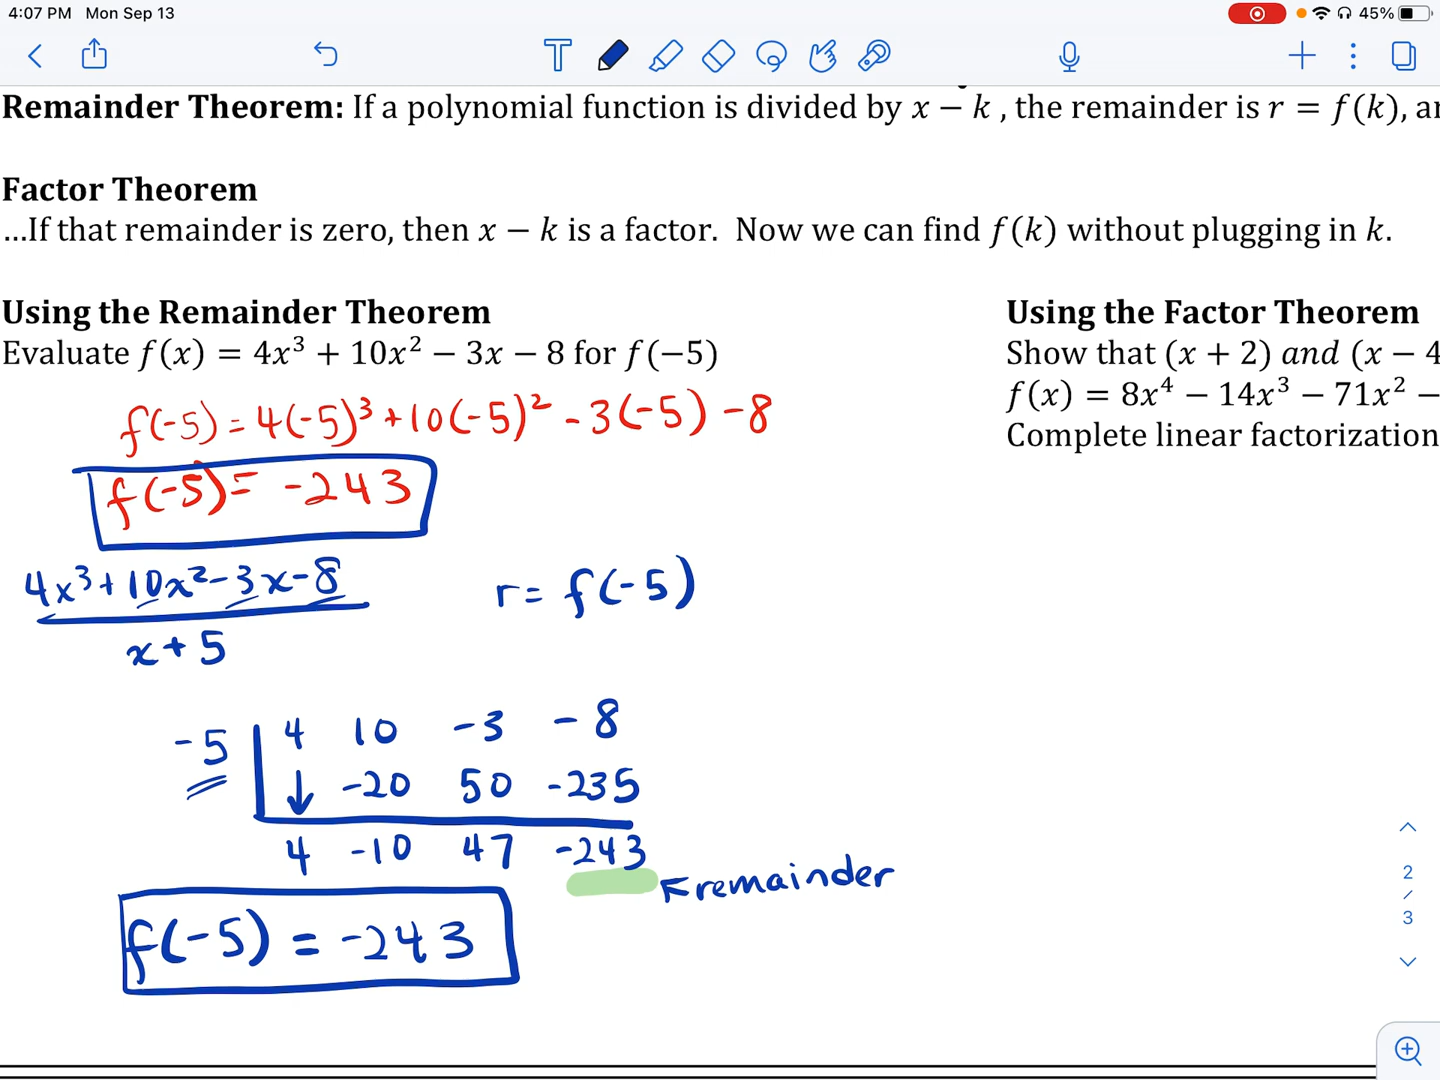 4:07 PM Mon Sep 13
45%
T
Remainder Theorem: If a polynomial function is divided by x − k , the remainder is r = f(k), ar
Factor Theorem
...If that remainder is zero, then x − k is a factor. Now we can find f(k) without plugging in k.
Using the Remainder Theorem
Evaluate f(x) = 4x³ + 10x² − 3x − 8 for f(−5)
f(-5) = 4(-5)³ + 10(-5)² - 3(-5) - 8
f(-5) = -243
4x³ + 10x² - 3x - 8
x + 5
r = f(-5)
-5 4 10 -3 -8
↓ -20 50 -235
4 -10 47 -243
remainder
f(-5) = -243
Using the Factor Theorem
Show that (x + 2) and (x − 4
f(x) = 8x⁴ − 14x³ − 71x² −
Complete linear factorization
2
/
3